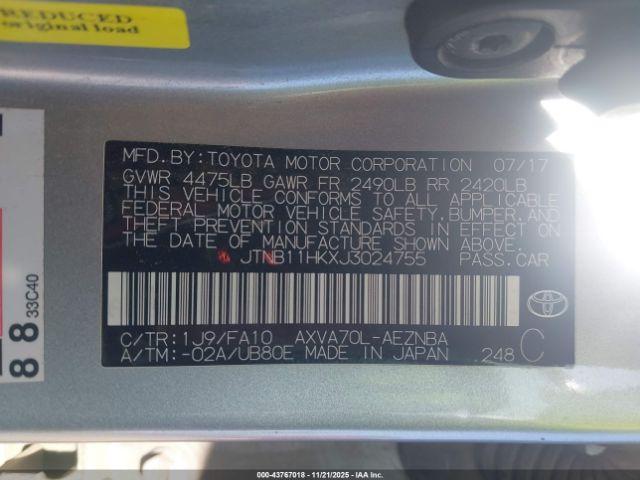 REDUCED
original load
MFD.BY:TOYOTA MOTOR CORPORATION 07/17
GVWR 4475LB GAWR FR 2490LB RR 2420LB
THIS VEHICLE CONFORMS TO ALL APPLICABLE
FEDERAL MOTOR VEHICLE SAFETY,BUMPER,AND
THEFT PREVENTION STANDARDS IN EFFECT ON
THE DATE OF MANUFACTURE SHOWN ABOVE.
JTNB11HKXJ3024755 PASS.CAR
TOYOTA
C/TR:1J9/FA10 AXVA70L-AEZNBA
A/TM:-02A/UB80E MADE IN JAPAN 248 C
88 33C40
000-43767018 - 11/21/2025 - IAAI.COM